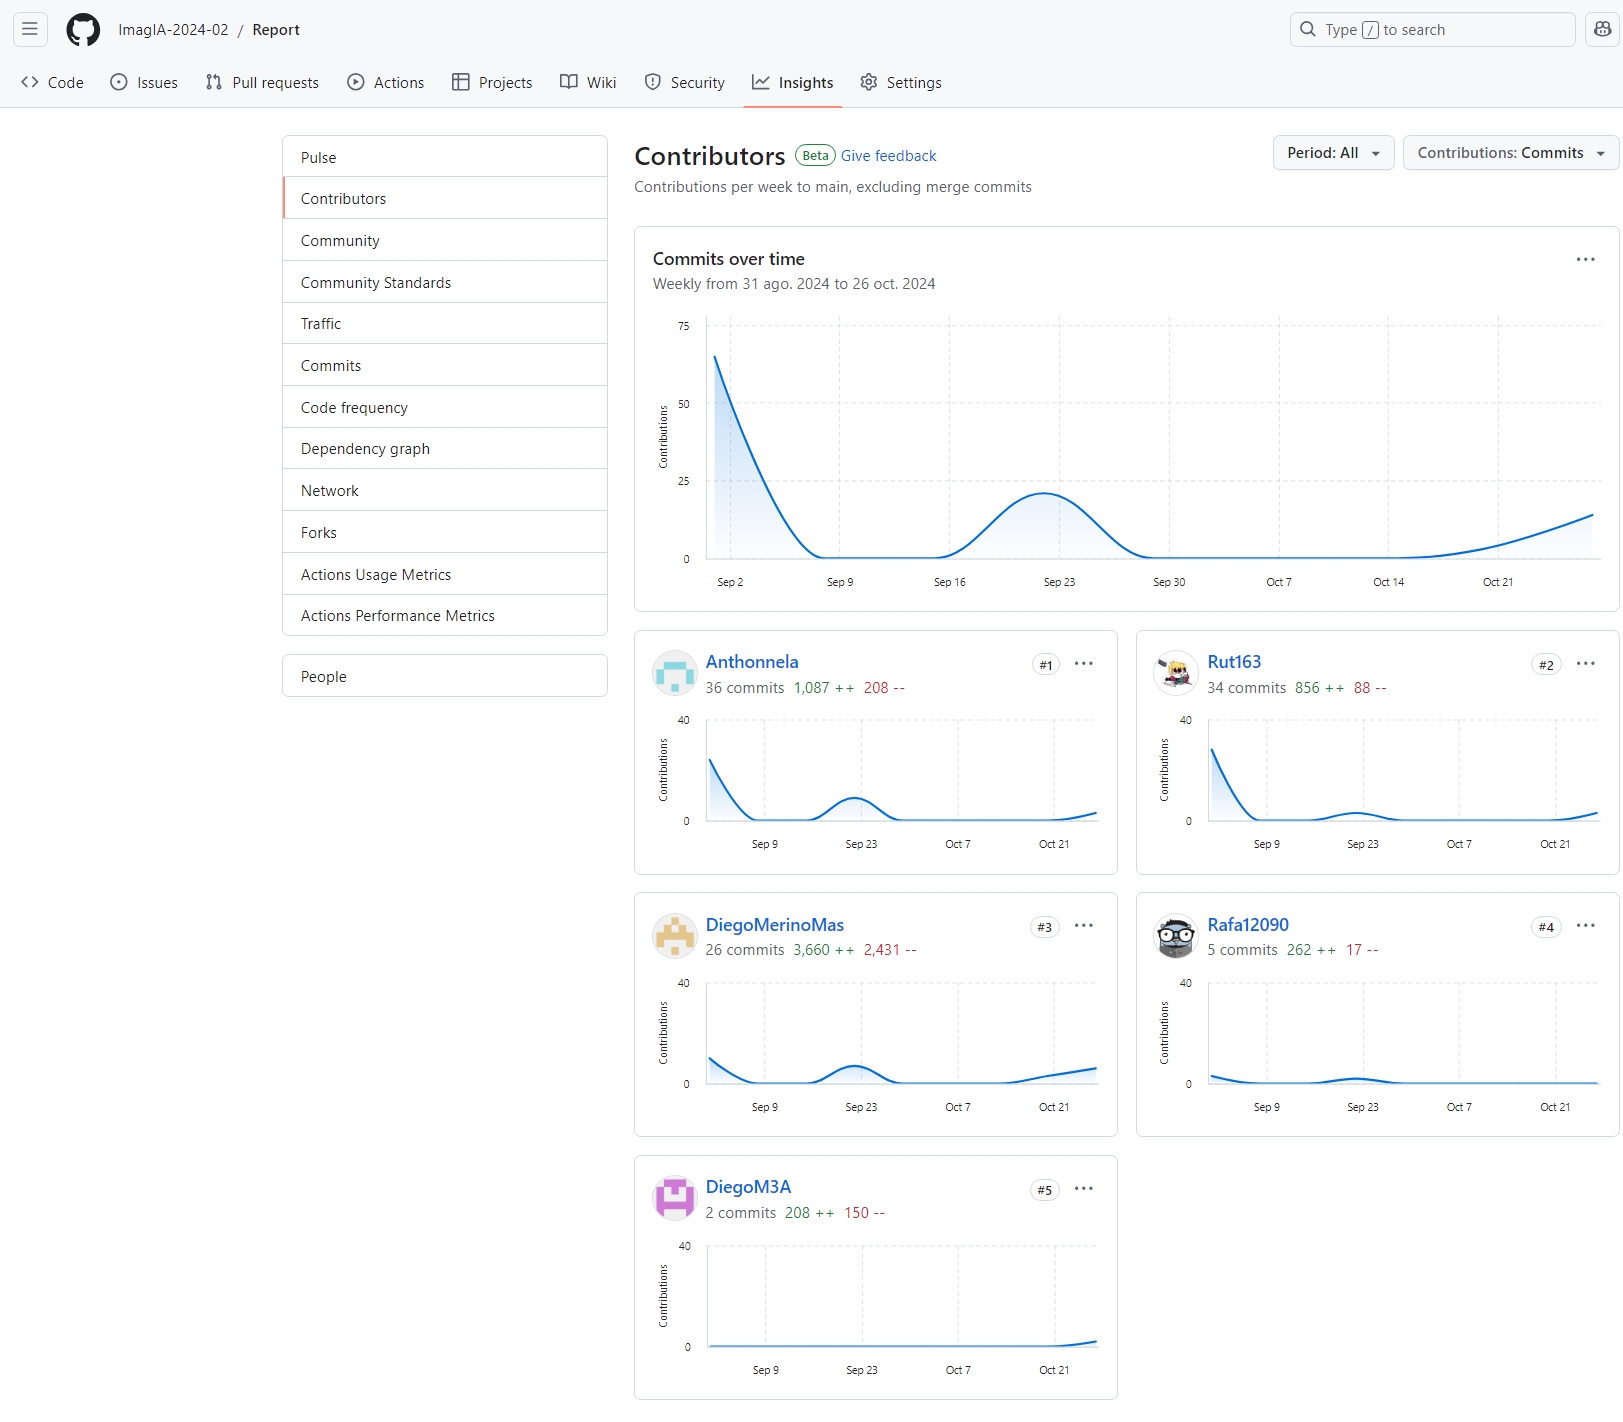 ImagIA-2024-02 / Report
Type / to search
Code Issues Pull requests Actions Projects Wiki Security Insights Settings
Pulse
Contributors
Community
Community Standards
Traffic
Commits
Code frequency
Dependency graph
Network
Forks
Actions Usage Metrics
Actions Performance Metrics
People
Contributors Beta Give feedback
Period: All
Contributions: Commits
Contributions per week to main, excluding merge commits
Commits over time
Weekly from 31 ago. 2024 to 26 oct. 2024
Contributions
75
50
25
0
Sep 2 Sep 9 Sep 16 Sep 23 Sep 30 Oct 7 Oct 14 Oct 21
Anthonnela
#1
36 commits 1,087 ++ 208 --
Contributions
40
0
Sep 9 Sep 23 Oct 7 Oct 21
Rut163
#2
34 commits 856 ++ 88 --
Contributions
40
0
Sep 9 Sep 23 Oct 7 Oct 21
DiegoMerinoMas
#3
26 commits 3,660 ++ 2,431 --
Contributions
40
0
Sep 9 Sep 23 Oct 7 Oct 21
Rafa12090
#4
5 commits 262 ++ 17 --
Contributions
40
0
Sep 9 Sep 23 Oct 7 Oct 21
DiegoM3A
#5
2 commits 208 ++ 150 --
Contributions
40
0
Sep 9 Sep 23 Oct 7 Oct 21